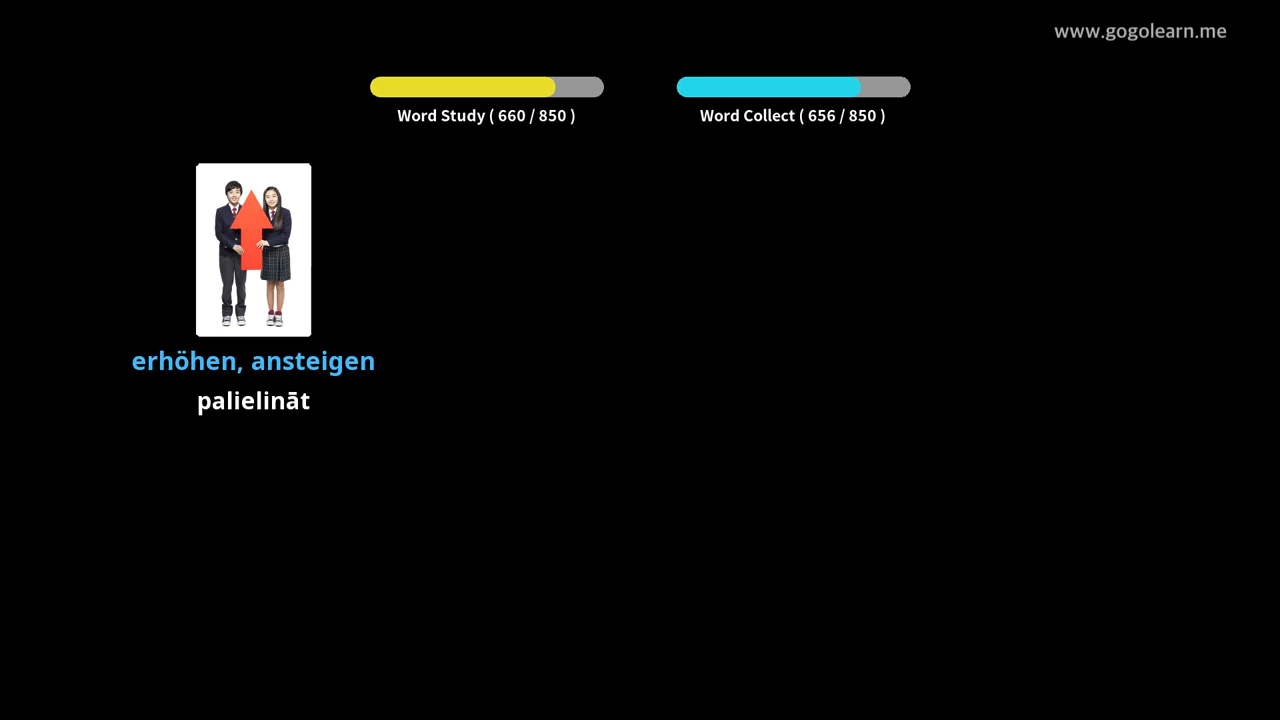 www.gogolearn.me
Word Study ( 660 / 850 )
Word Collect ( 656 / 850 )
erhöhen, ansteigen
palielināt